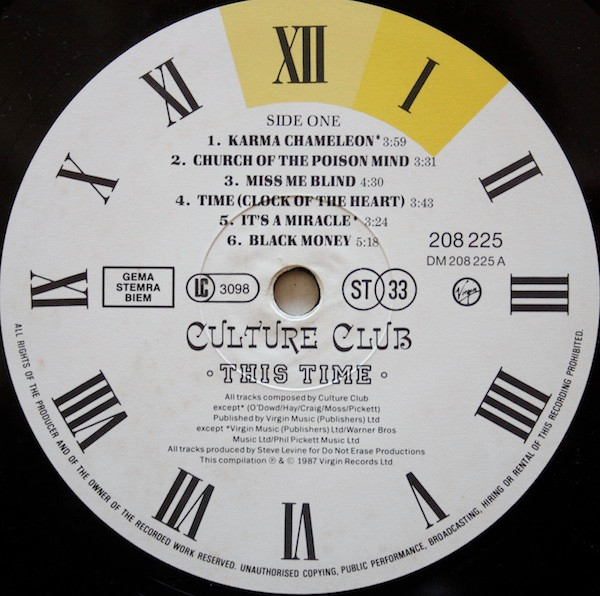 XII
I
II
III
IIII
V
VI
VII
VIII
IX
X
XI
SIDE ONE
1. KARMA CHAMELEON* 3:59
2. CHURCH OF THE POISON MIND 3:31
3. MISS ME BLIND 4:30
4. TIME (CLOCK OF THE HEART) 3:43
5. IT'S A MIRACLE* 3:24
6. BLACK MONEY 5:18
208 225
DM 208 225 A
GEMA
STEMRA
BIEM
LC 3098
ST 33
Virgin
CULTURE CLUB
• THIS TIME •
All tracks composed by Culture Club
except* (O'Dowd/Hay/Craig/Moss/Pickett)
Published by Virgin Music (Publishers) Ltd
except *Virgin Music (Publishers) Ltd/Warner Bros
Music Ltd/Phil Pickett Music Ltd
All tracks produced by Steve Levine for Do Not Erase Productions
This compilation ℗ & © 1987 Virgin Records Ltd
ALL RIGHTS OF THE PRODUCER AND OF THE OWNER OF THE RECORDED WORK RESERVED. UNAUTHORISED COPYING, PUBLIC PERFORMANCE, BROADCASTING, HIRING OR RENTAL OF THIS RECORDING PROHIBITED.